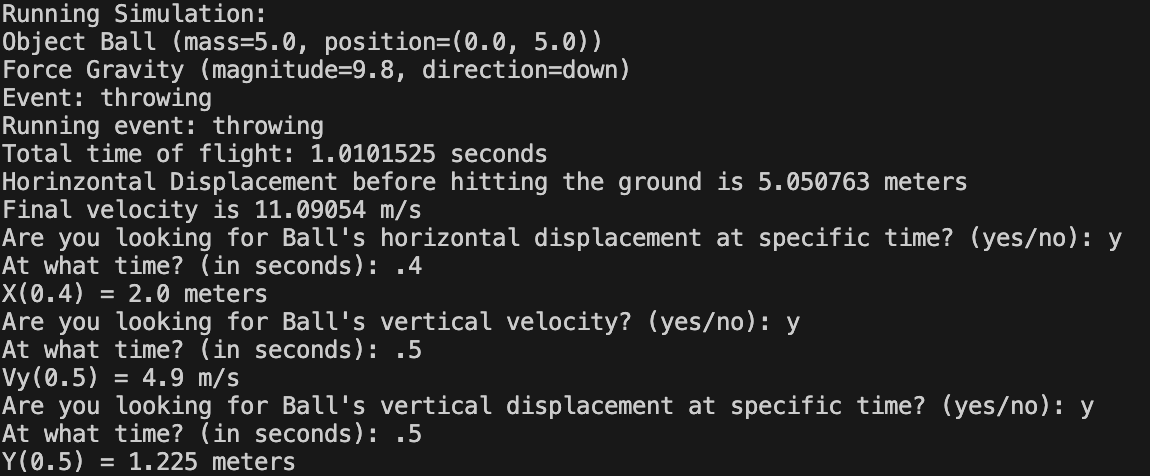 Running Simulation:
Object Ball (mass=5.0, position=(0.0, 5.0))
Force Gravity (magnitude=9.8, direction=down)
Event: throwing
Running event: throwing
Total time of flight: 1.0101525 seconds
Horinzontal Displacement before hitting the ground is 5.050763 meters
Final velocity is 11.09054 m/s
Are you looking for Ball's horizontal displacement at specific time? (yes/no): y
At what time? (in seconds): .4
X(0.4) = 2.0 meters
Are you looking for Ball's vertical velocity? (yes/no): y
At what time? (in seconds): .5
Vy(0.5) = 4.9 m/s
Are you looking for Ball's vertical displacement at specific time? (yes/no): y
At what time? (in seconds): .5
Y(0.5) = 1.225 meters